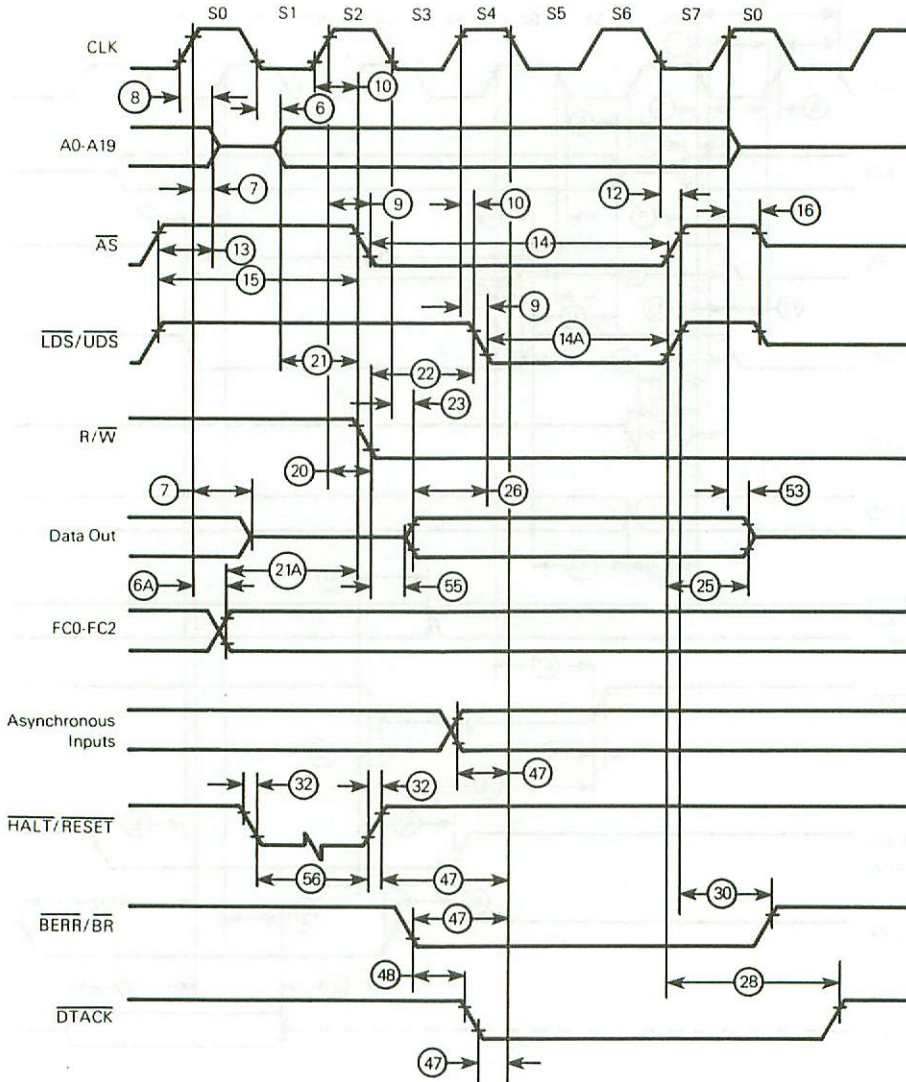 S0 S1 S2 S3 S4 S5 S6 S7 S0
CLK
10
8
6
A0-A19
7
9
10
12
16
AS
13
14
15
9
LDS/UDS
14A
21
22
23
R/W
20
7
26
53
Data Out
21A
6A
55
25
FC0-FC2
Asynchronous
Inputs
47
32
32
HALT/RESET
56
47
30
BERR/BR
47
48
28
DTACK
47